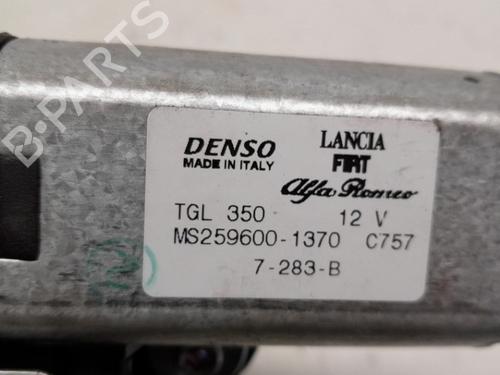 B-PARTS
DENSO
MADE IN ITALY
LANCIA
FIAT
Alfa Romeo
TGL 350 12 V
MS259600-1370 C757
7-283-B